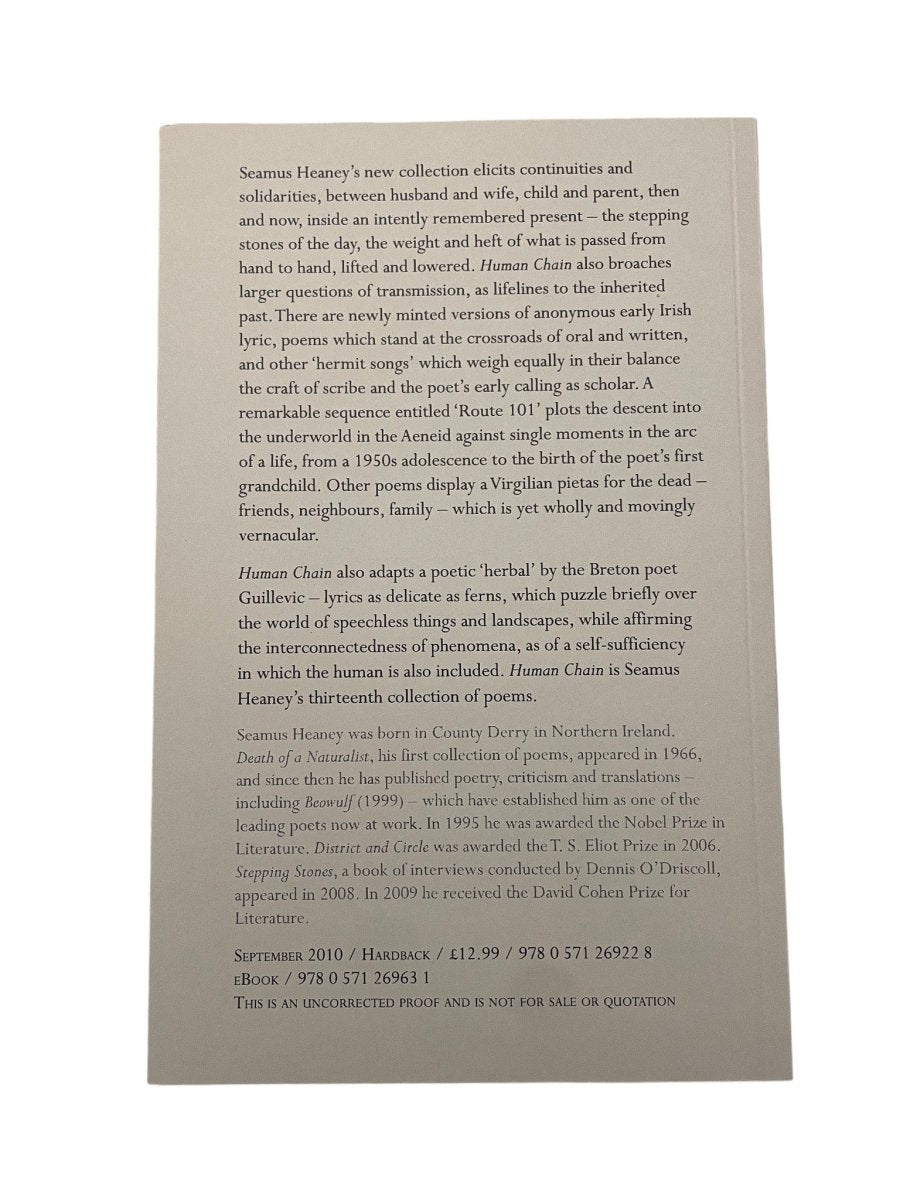 Seamus Heaney's new collection elicits continuities and
solidarities, between husband and wife, child and parent, then
and now, inside an intently remembered present – the stepping
stones of the day, the weight and heft of what is passed from
hand to hand, lifted and lowered. Human Chain also broaches
larger questions of transmission, as lifelines to the inherited
past. There are newly minted versions of anonymous early Irish
lyric, poems which stand at the crossroads of oral and written,
and other ‘hermit songs’ which weigh equally in their balance
the craft of scribe and the poet's early calling as scholar. A
remarkable sequence entitled ‘Route 101’ plots the descent into
the underworld in the Aeneid against single moments in the arc
of a life, from a 1950s adolescence to the birth of the poet's first
grandchild. Other poems display a Virgilian pietas for the dead –
friends, neighbours, family – which is yet wholly and movingly
vernacular.
Human Chain also adapts a poetic ‘herbal’ by the Breton poet
Guillevic – lyrics as delicate as ferns, which puzzle briefly over
the world of speechless things and landscapes, while affirming
the interconnectedness of phenomena, as of a self-sufficiency
in which the human is also included. Human Chain is Seamus
Heaney's thirteenth collection of poems.
Seamus Heaney was born in County Derry in Northern Ireland.
Death of a Naturalist, his first collection of poems, appeared in 1966,
and since then he has published poetry, criticism and translations –
including Beowulf (1999) – which have established him as one of the
leading poets now at work. In 1995 he was awarded the Nobel Prize in
Literature. District and Circle was awarded the T. S. Eliot Prize in 2006.
Stepping Stones, a book of interviews conducted by Dennis O'Driscoll,
appeared in 2008. In 2009 he received the David Cohen Prize for
Literature.
September 2010 / Hardback / £12.99 / 978 0 571 26922 8
eBook / 978 0 571 26963 1
This is an uncorrected proof and is not for sale or quotation